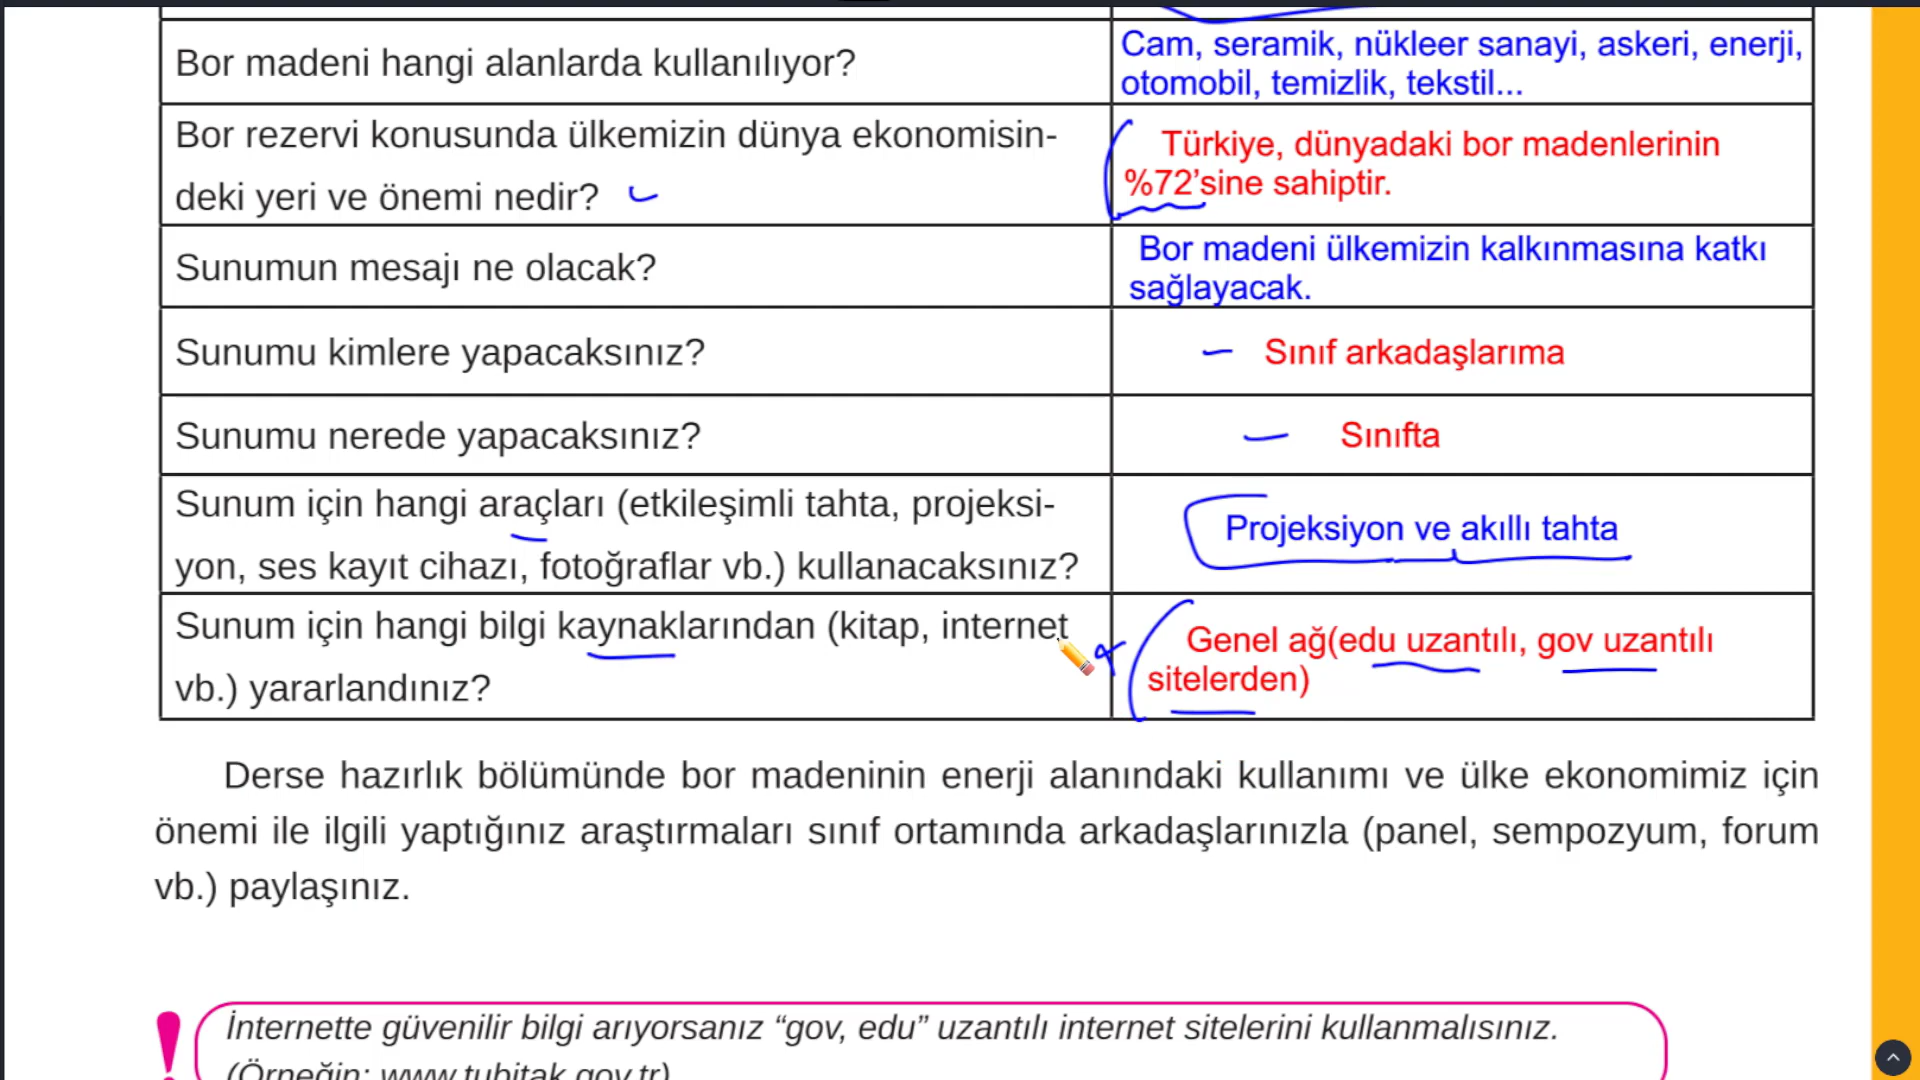 Bor madeni hangi alanlarda kullanılıyor?
Cam, seramik, nükleer sanayi, askeri, enerji,
otomobil, temizlik, tekstil...
Bor rezervi konusunda ülkemizin dünya ekonomisin-
deki yeri ve önemi nedir?
Türkiye, dünyadaki bor madenlerinin
%72’sine sahiptir.
Sunumun mesajı ne olacak?
Bor madeni ülkemizin kalkınmasına katkı
sağlayacak.
Sunumu kimlere yapacaksınız?
Sınıf arkadaşlarıma
Sunumu nerede yapacaksınız?
Sınıfta
Sunum için hangi araçları (etkileşimli tahta, projeksi-
yon, ses kayıt cihazı, fotoğraflar vb.) kullanacaksınız?
Projeksiyon ve akıllı tahta
Sunum için hangi bilgi kaynaklarından (kitap, internet
vb.) yararlandınız?
Genel ağ(edu uzantılı, gov uzantılı
sitelerden)
Derse hazırlık bölümünde bor madeninin enerji alanındaki kullanımı ve ülke ekonomimiz için
önemi ile ilgili yaptığınız araştırmaları sınıf ortamında arkadaşlarınızla (panel, sempozyum, forum
vb.) paylaşınız.
İnternette güvenilir bilgi arıyorsanız “gov, edu” uzantılı internet sitelerini kullanmalısınız.
(Örneğin: www.tubitak.gov.tr)